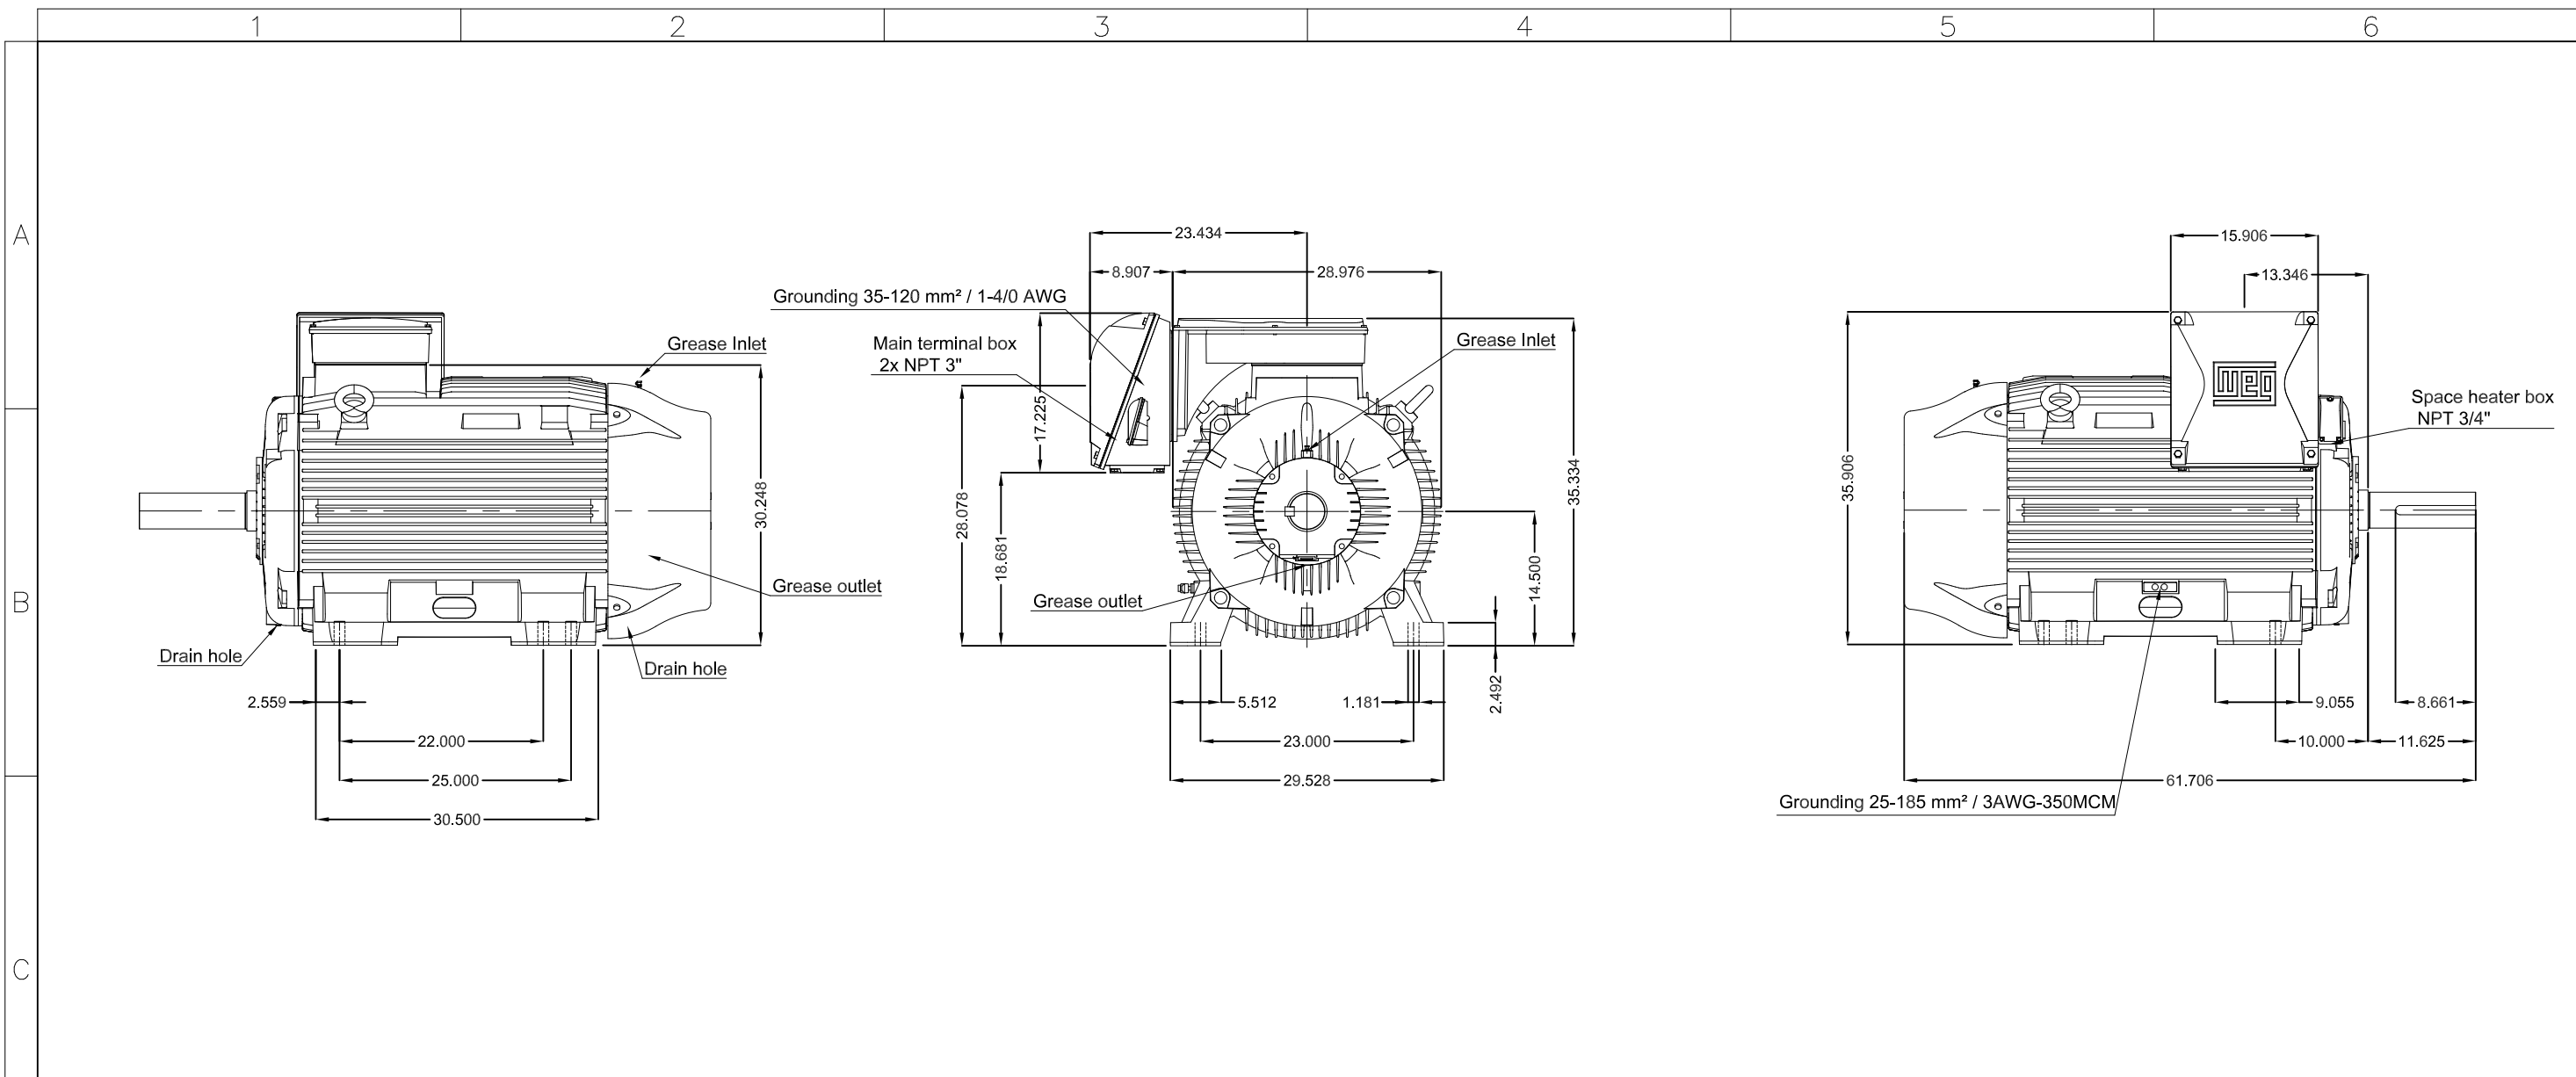 1
2
3
4
5
6
A
B
C
Grease Inlet
30.248
Grease outlet
Drain hole
Drain hole
2.559
22.000
25.000
30.500
23.434
8.907
28.976
Grounding 35-120 mm² / 1-4/0 AWG
Main terminal box
2x NPT 3"
Grease Inlet
17.225
28.078
18.681
35.334
14.500
Grease outlet
2.492
5.512
1.181
23.000
29.528
15.906
13.346
weg
Space heater box
NPT 3/4"
35.906
9.055
8.661
10.000
11.625
61.706
Grounding 25-185 mm² / 3AWG-350MCM